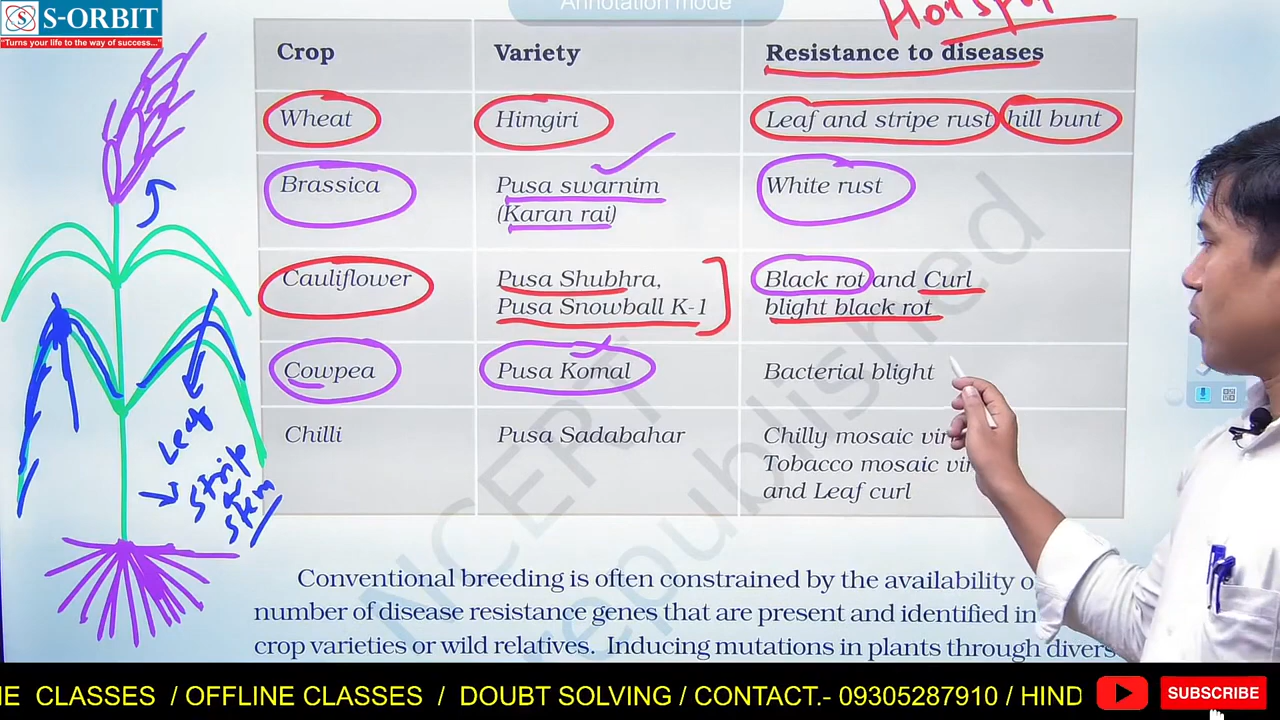 S-ORBIT
"Turns your life to the way of success..."
Annotation mode
Hotspot
Crop Variety Resistance to diseases
Wheat Himgiri Leaf and stripe rust hill bunt
Brassica Pusa swarnim White rust
(Karan rai)
Cauliflower Pusa Shubhra, Black rot and Curl
Pusa Snowball K-1 blight black rot
Cowpea Pusa Komal Bacterial blight
Chilli Pusa Sadabahar Chilly mosaic
Tobacco mosaic
and Leaf curl
Leaf
Strip
Stem
NCERT
republished
Conventional breeding is often constrained by the availability
number of disease resistance genes that are present and identified in
crop varieties or wild relatives. Inducing mutations in plants through
CLASSES / OFFLINE CLASSES / DOUBT SOLVING / CONTACT.- 09305287910 / HIND
SUBSCRIBE